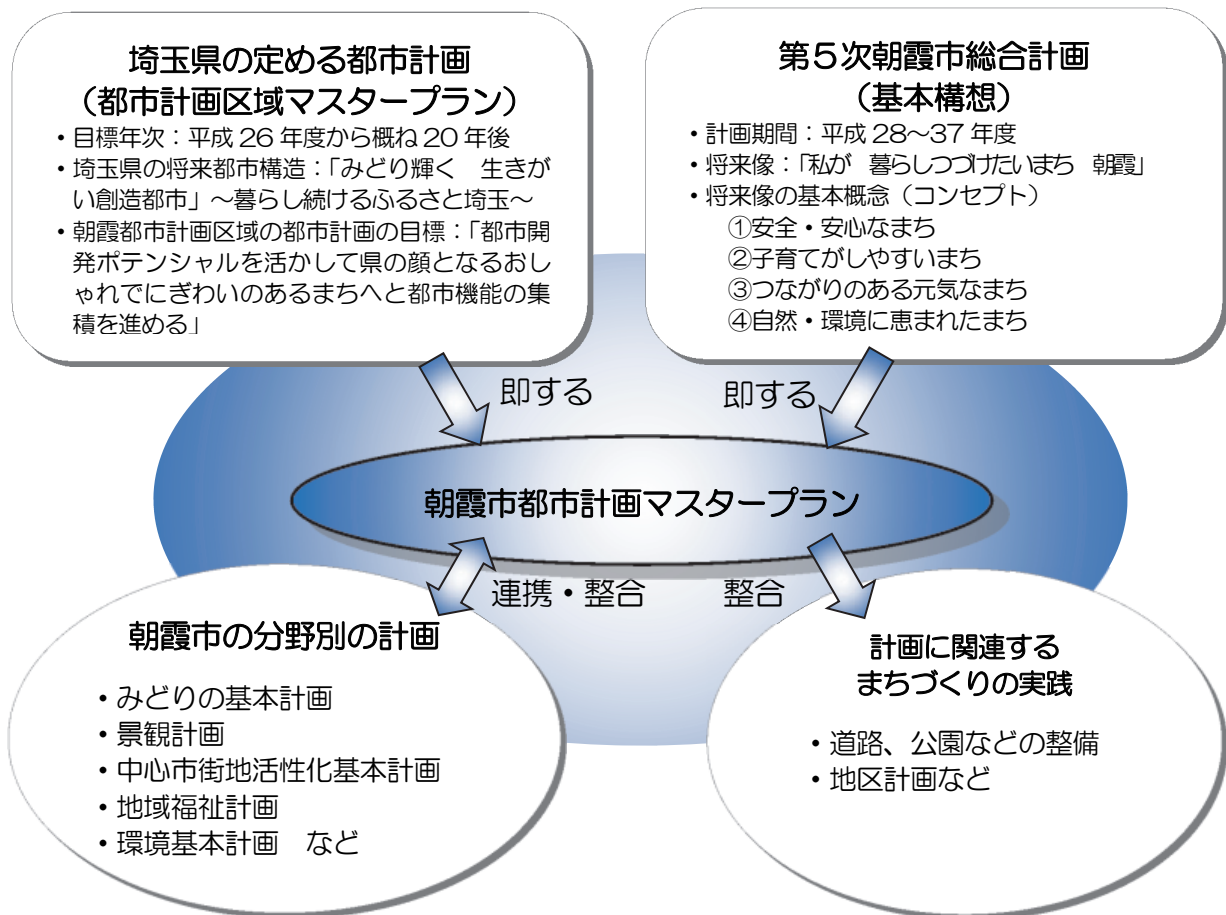 埼玉県の定める都市計画
（都市計画区域マスタープラン）
・目標年次：平成 26 年度から概ね 20 年後
・埼玉県の将来都市構造：「みどり輝く　生きが
い創造都市」～暮らし続けるふるさと埼玉～
・朝霞都市計画区域の都市計画の目標：「都市開
発ポテンシャルを活かして県の顔となるおし
ゃれでにぎわいのあるまちへと都市機能の集
積を進める」
第５次朝霞市総合計画
（基本構想）
・計画期間：平成 28～37 年度
・将来像：「私が　暮らしつづけたいまち　朝霞」
・将来像の基本概念（コンセプト）
①安全・安心なまち
②子育てがしやすいまち
③つながりのある元気なまち
④自然・環境に恵まれたまち
即する
即する
朝霞市都市計画マスタープラン
連携・整合
整合
朝霞市の分野別の計画
・みどりの基本計画
・景観計画
・中心市街地活性化基本計画
・地域福祉計画
・環境基本計画　など
計画に関連する
まちづくりの実践
・道路、公園などの整備
・地区計画など